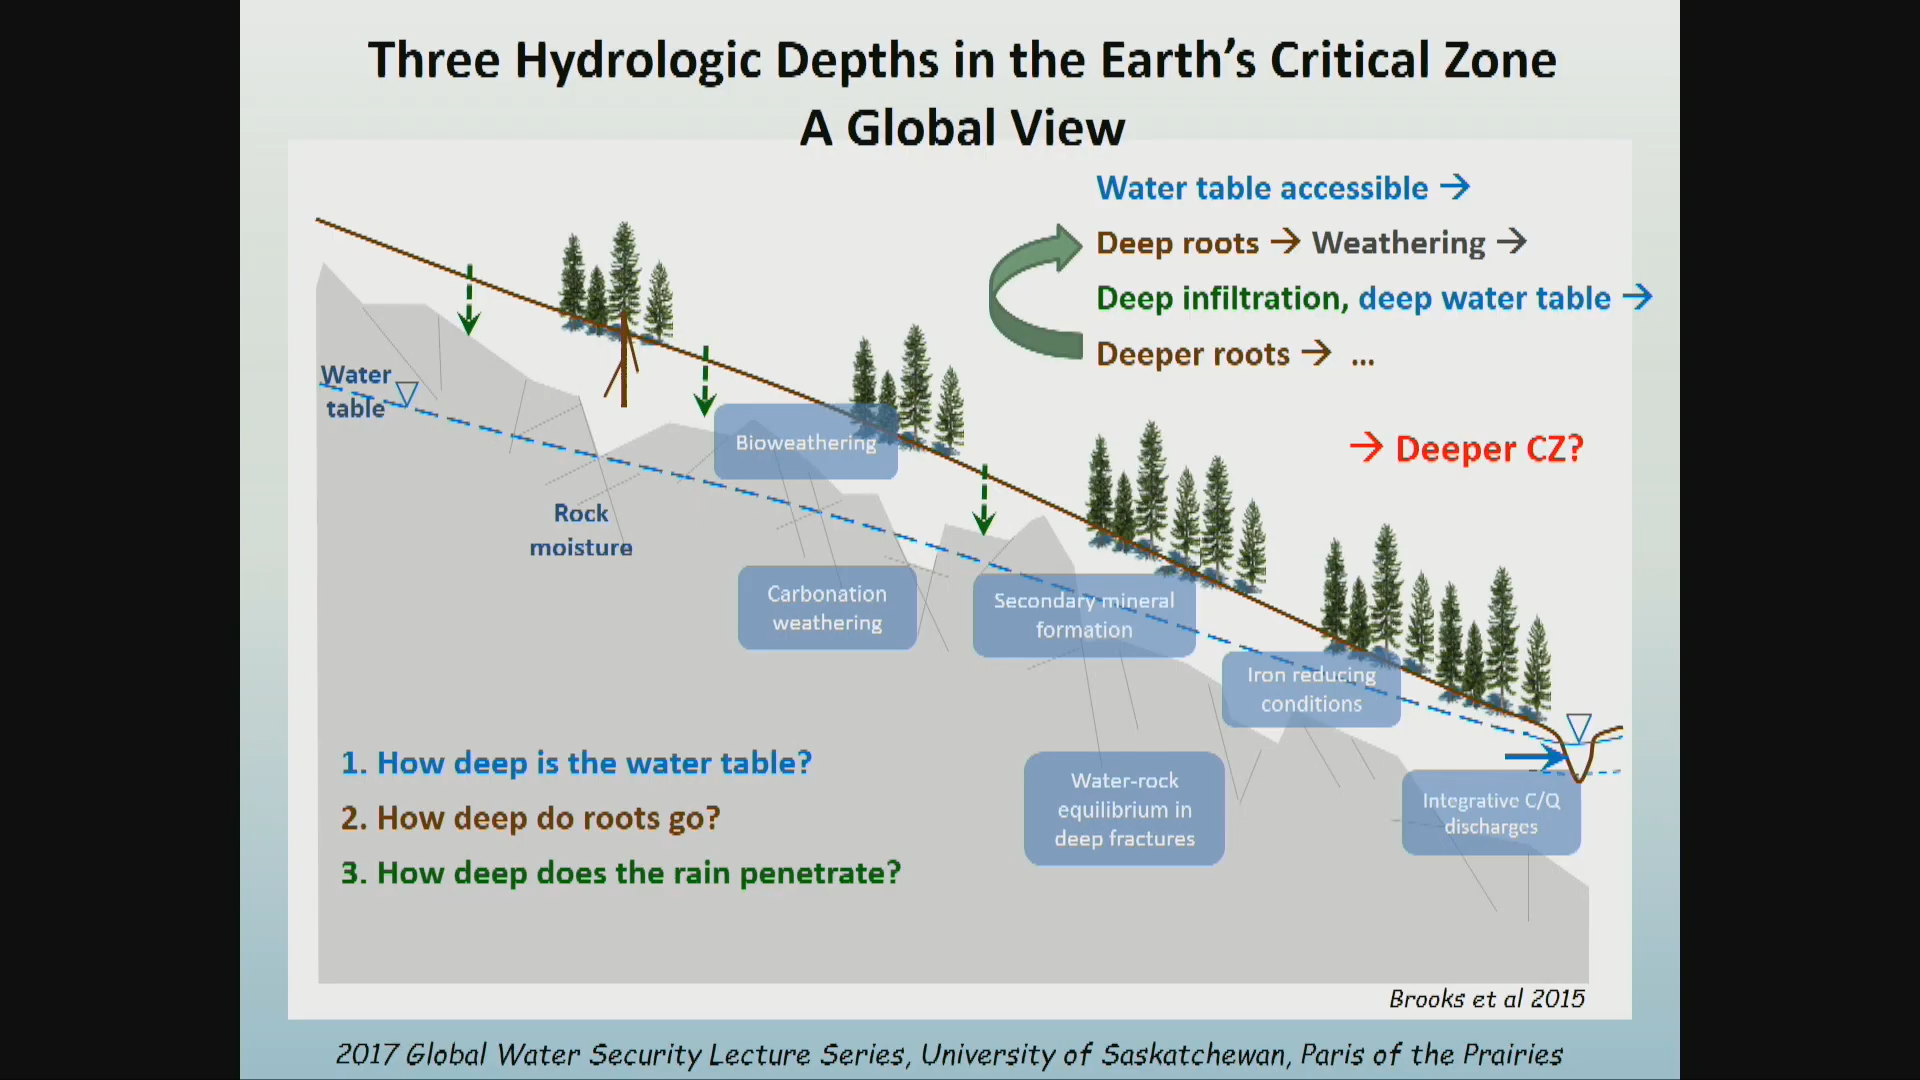 Three Hydrologic Depths in the Earth's Critical Zone
A Global View
Water table accessible →
Deep roots → Weathering →
Deep infiltration, deep water table →
Deeper roots → ...
→ Deeper CZ?
Water
table
Bioweathering
Rock
moisture
Carbonation
weathering
Secondary mineral
formation
Iron reducing
conditions
Water-rock
equilibrium in
deep fractures
Integrative C/Q
discharges
1. How deep is the water table?
2. How deep do roots go?
3. How deep does the rain penetrate?
Brooks et al 2015
2017 Global Water Security Lecture Series, University of Saskatchewan, Paris of the Prairies